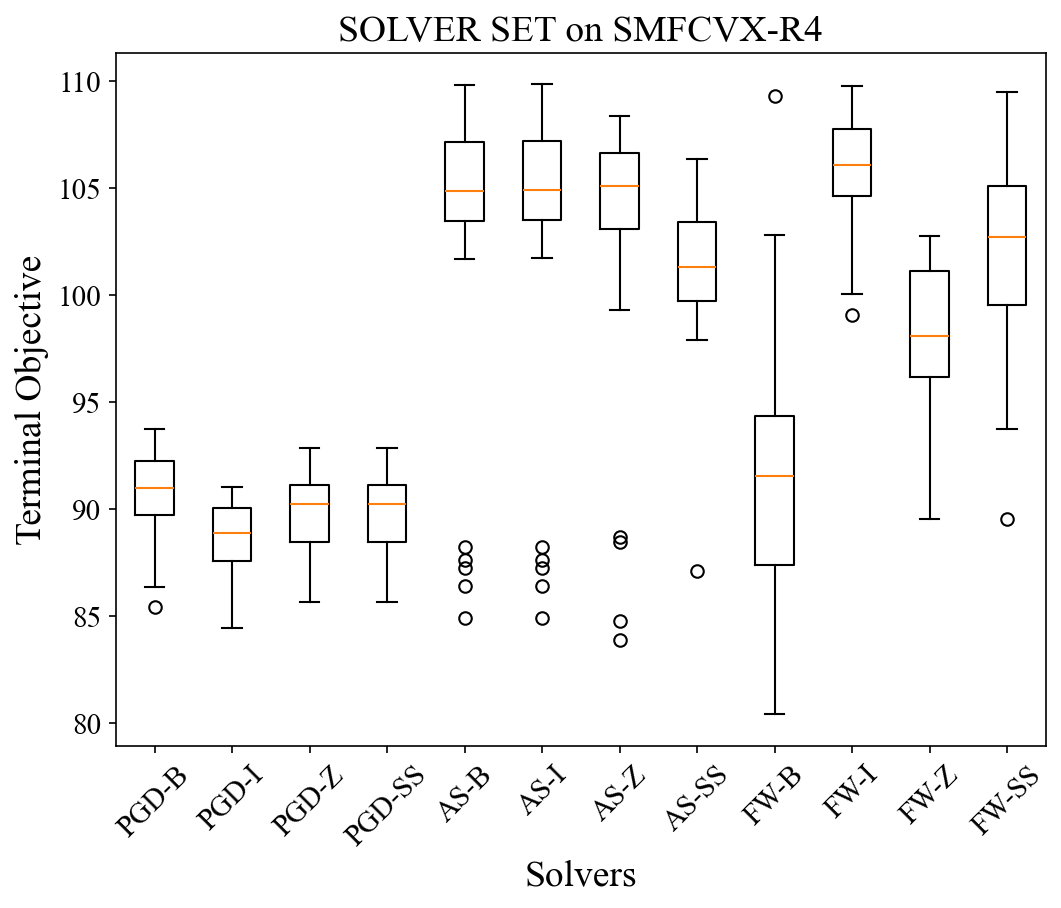 SOLVER SET on SMFCVX-R4
Terminal Objective
110
105
100
95
90
85
80
PGD-B
PGD-I
PGD-Z
PGD-SS
AS-B
AS-I
AS-Z
AS-SS
FW-B
FW-I
FW-Z
FW-SS
Solvers